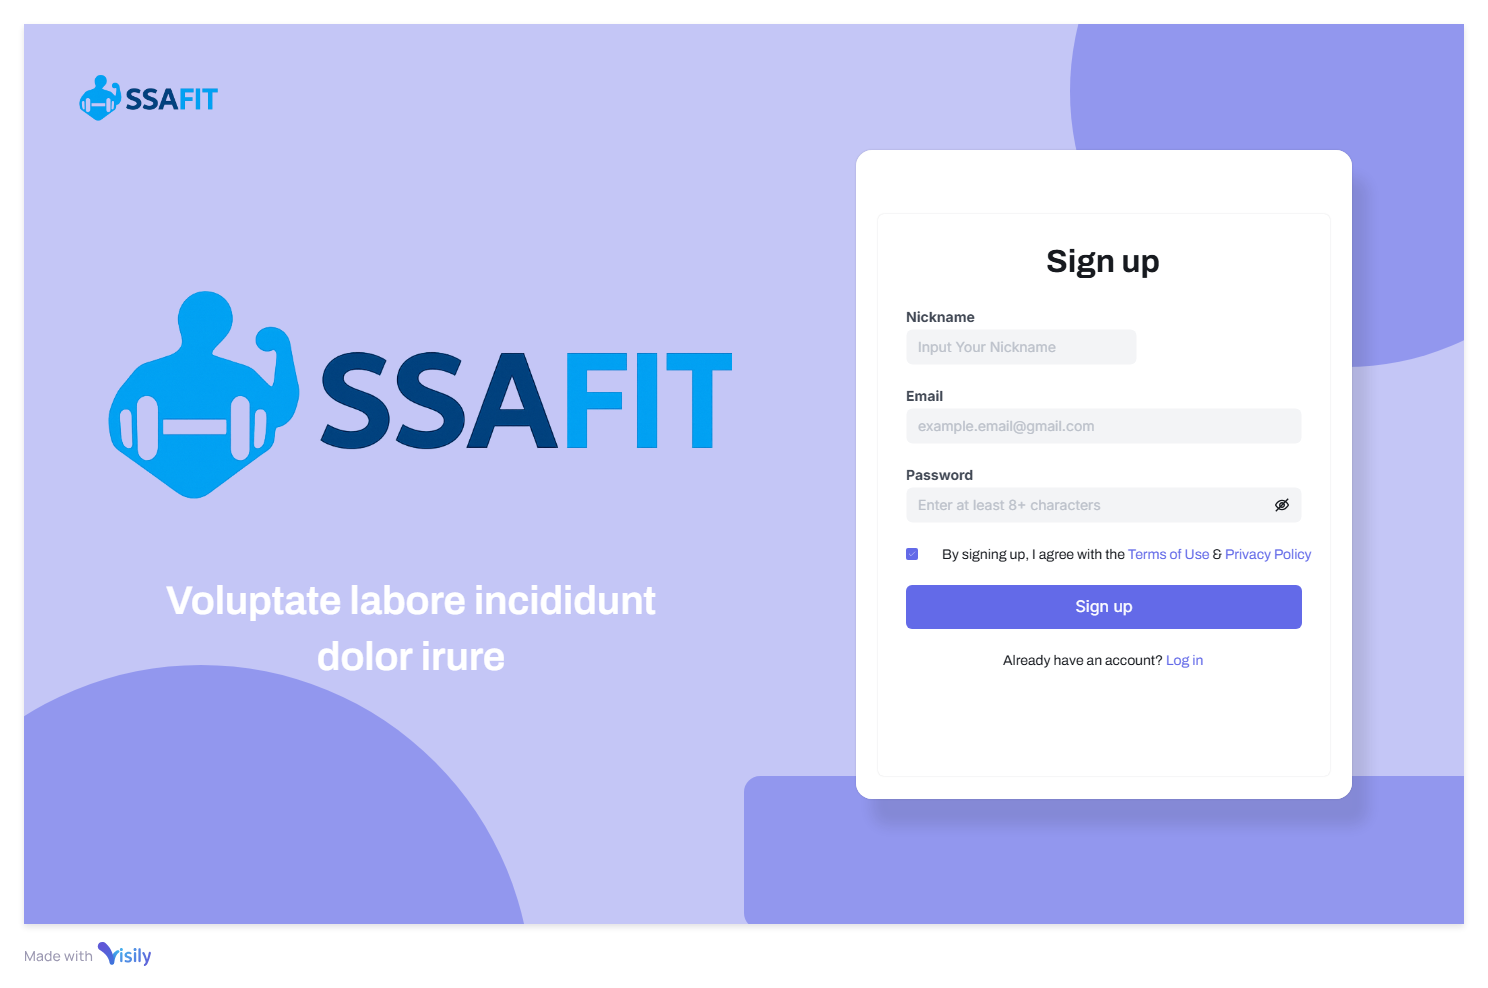 SSAFIT
SSAFIT
Voluptate labore incididunt
dolor irure
Sign up
Nickname
Input Your Nickname
Email
example.email@gmail.com
Password
Enter at least 8+ characters
By signing up, I agree with the Terms of Use & Privacy Policy
Sign up
Already have an account? Log in
Made with Visily